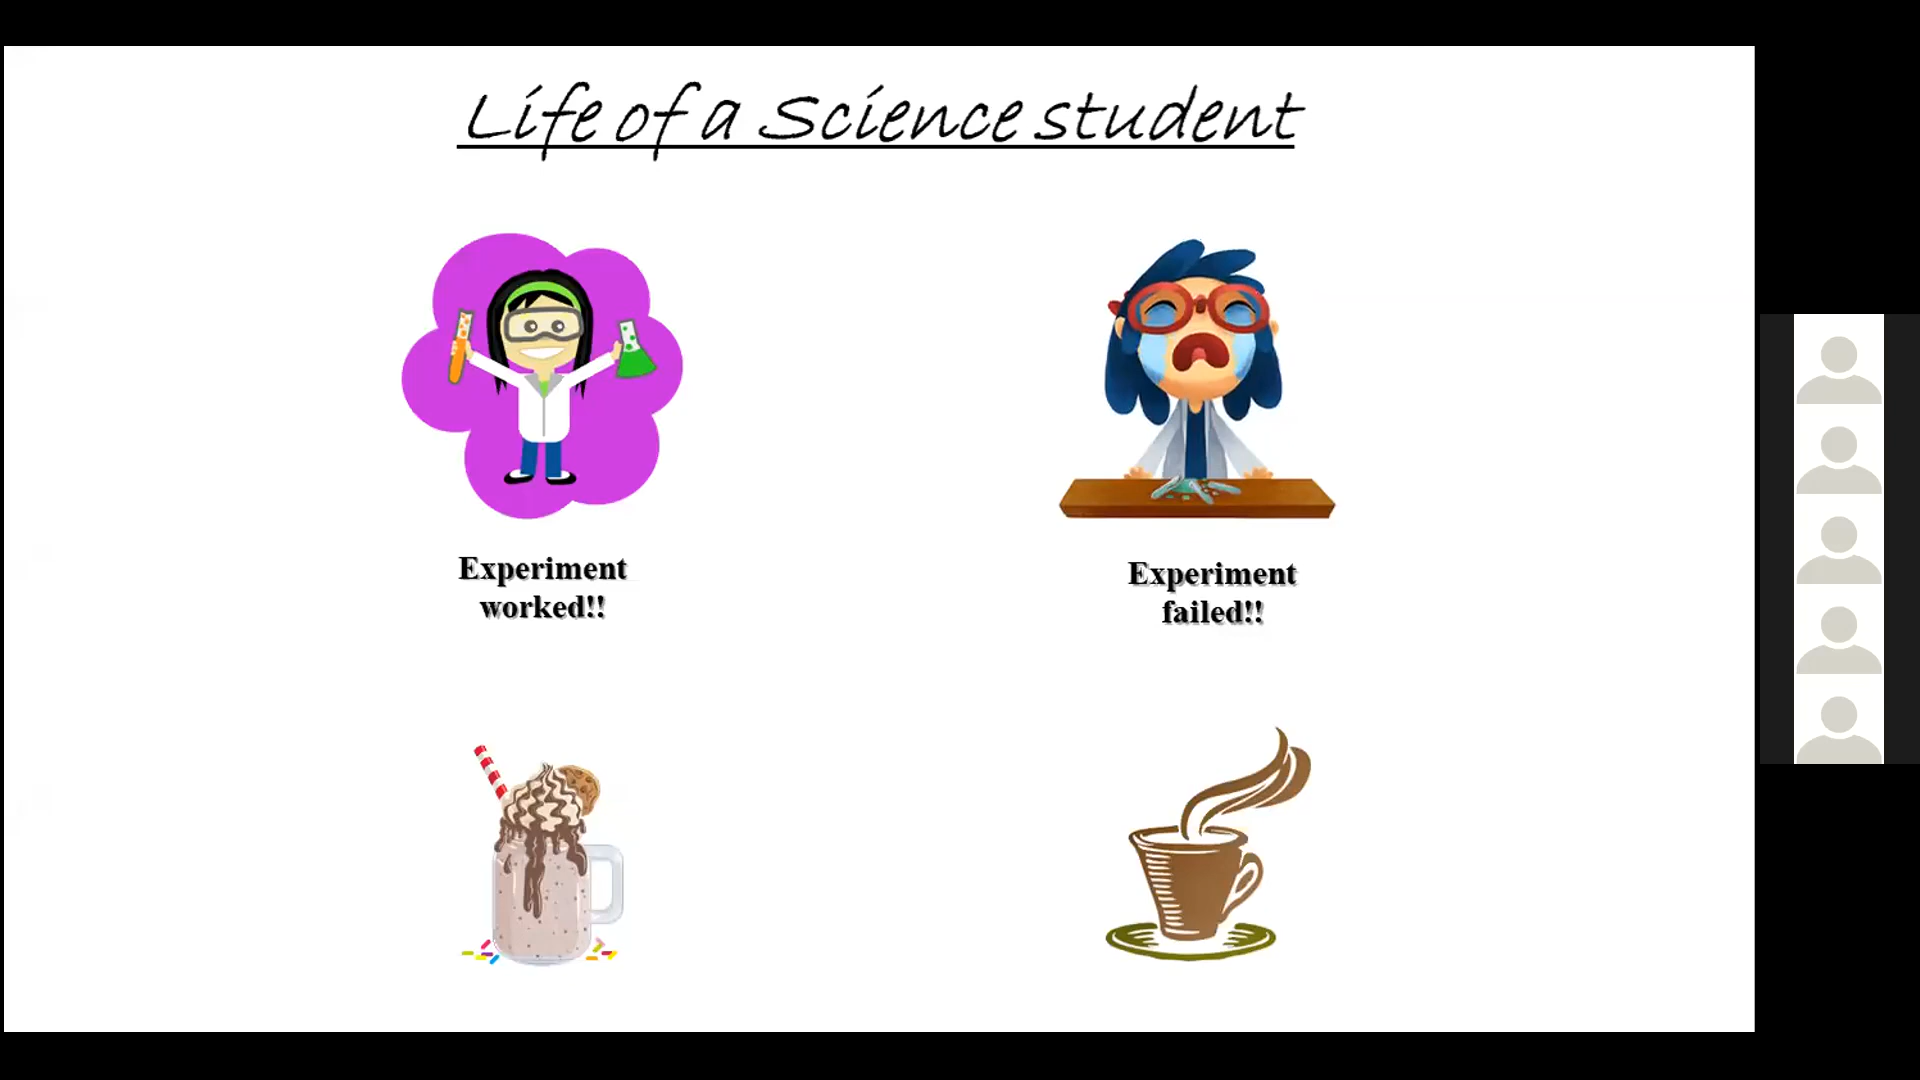 Life of a Science student
Experiment
worked!!
Experiment
failed!!